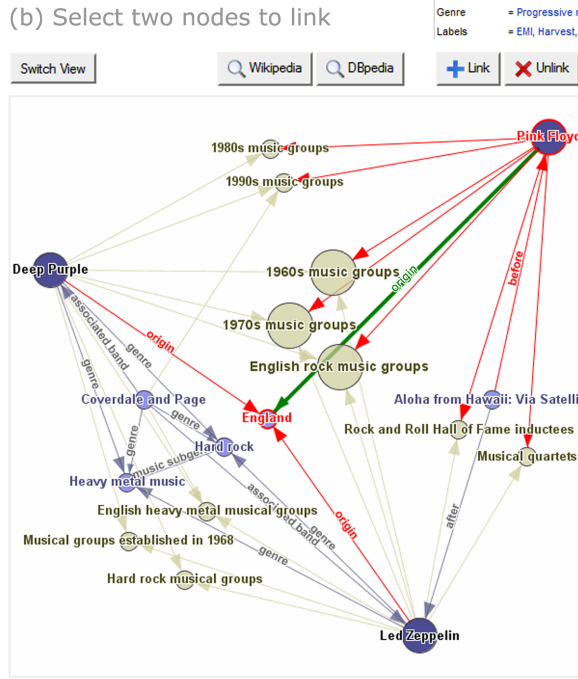 (b) Select two nodes to link
Genre = Progressive
Labels = EMI, Harvest,
Switch View
Wikipedia
DBpedia
Link
Unlink
Pink Floyd
1980s music groups
1990s music groups
Deep Purple
1960s music groups
origin
before
1970s music groups
associated band
genre
origin
genre
English rock music groups
Coverdale and Page
Aloha from Hawaii: Via Satelli
England
genre
Rock and Roll Hall of Fame inductees
genre
Hard rock
Musical quartets
music subge
Heavy metal music
English heavy metal musical groups
associated band
genre
origin
after
Musical groups established in 1968
genre
Hard rock musical groups
Led Zeppelin